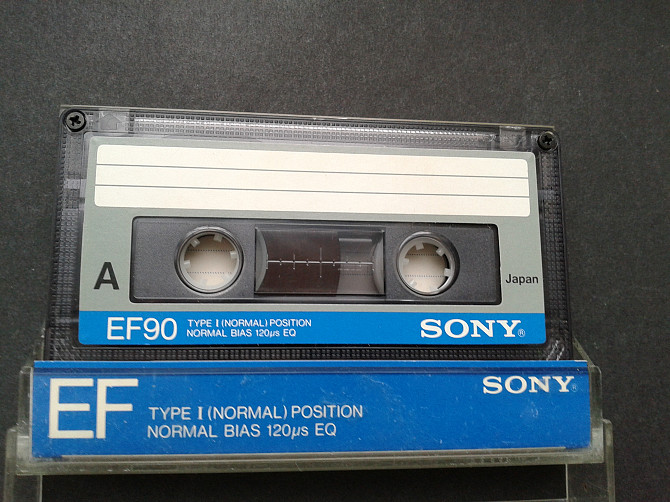 A
Japan
EF90 TYPE I (NORMAL) POSITION
NORMAL BIAS 120µs EQ
SONY®
EF
SONY®
TYPE I (NORMAL) POSITION
NORMAL BIAS 120µs EQ